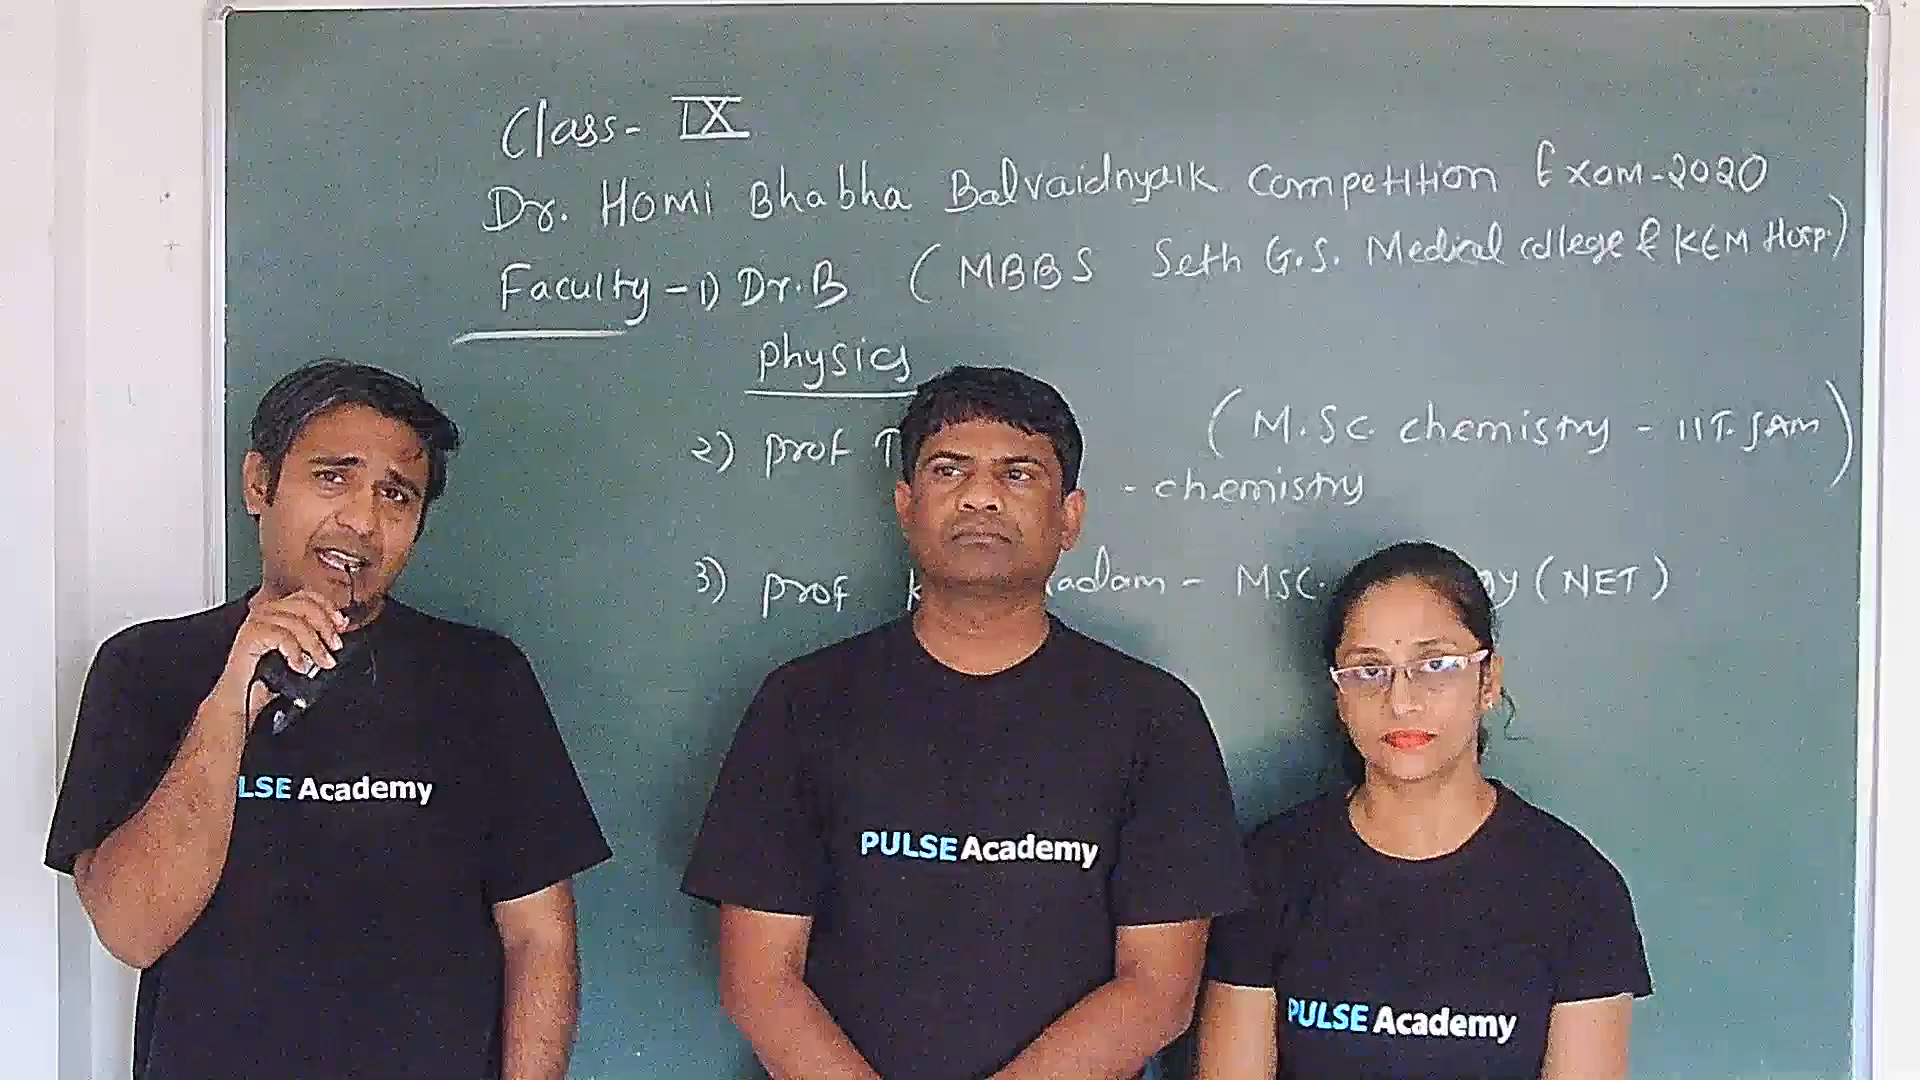 Class- IX
Dr. Homi Bhabha Balvaidnyaik Competition Exam-2020
Faculty - 1) Dr.B (MBBS Seth G.S. Medical college & KEM Hosp.)
Physics
2) prof (M.Sc. chemistry - IIT. JAM)
- chemistry
3) prof - MSC. (NET)
LSE Academy
PULSE Academy
PULSE Academy